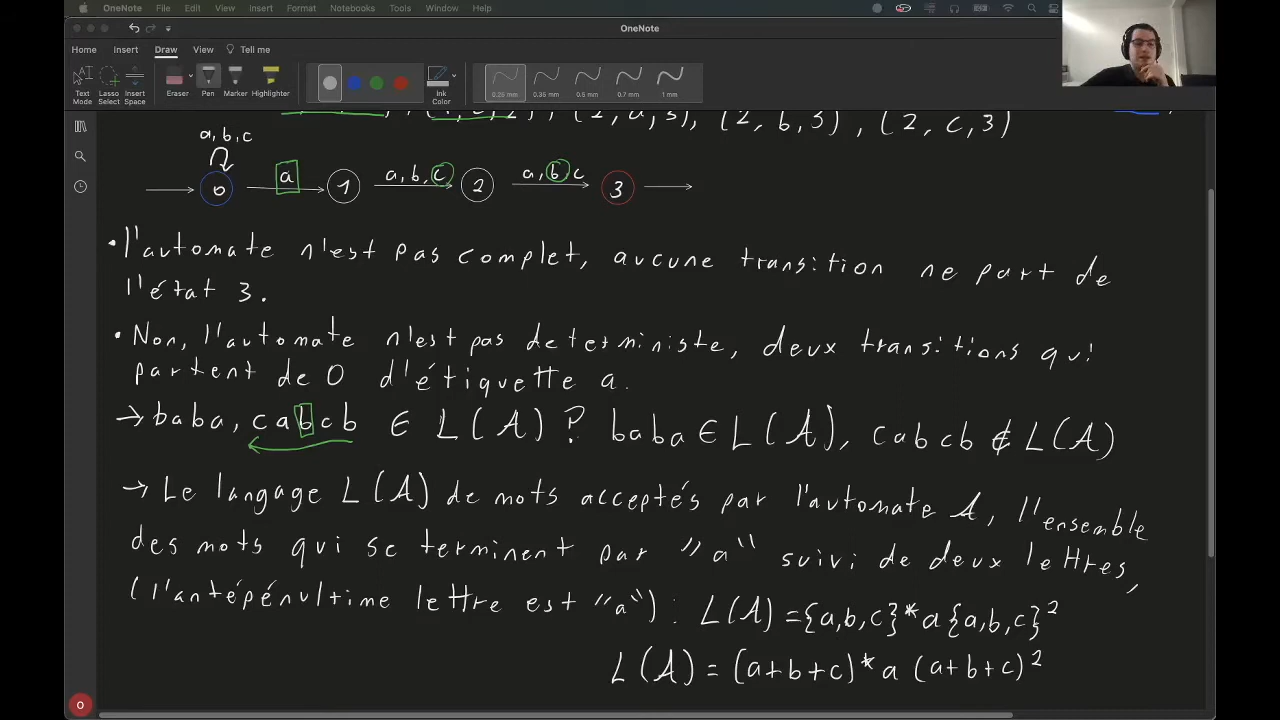 OneNote File Edit View Insert Format Notebooks Tools Window Help
OneNote
Home Insert Draw View Tell me
Text Mode Lasso Select Insert Space Eraser Pen Marker Highlighter 0.25 mm 0.35 mm 0.5 mm 0.7 mm 1 mm Ink Color
(2, a, 3), (2, b, 3), (2, c, 3)
a, b, c
0 a 1 a, b, c 2 a, b, c 3
• l'automate n'est pas complet, aucune transition ne part de
l'état 3.
• Non, l'automate n'est pas deterministe, deux transitions qui
partent de 0 d'étiquette a.
→ baba, cabcb ∈ L(A) ? baba ∈ L(A), cabcb ∉ L(A)
→ Le langage L(A) de mots acceptés par l'automate A, l'ensemble
des mots qui se terminent par "a" suivi de deux lettres,
(l'antépénultime lettre est "a") : L(A) = {a,b,c}* a {a,b,c}²
L(A) = (a+b+c)* a (a+b+c)²
O